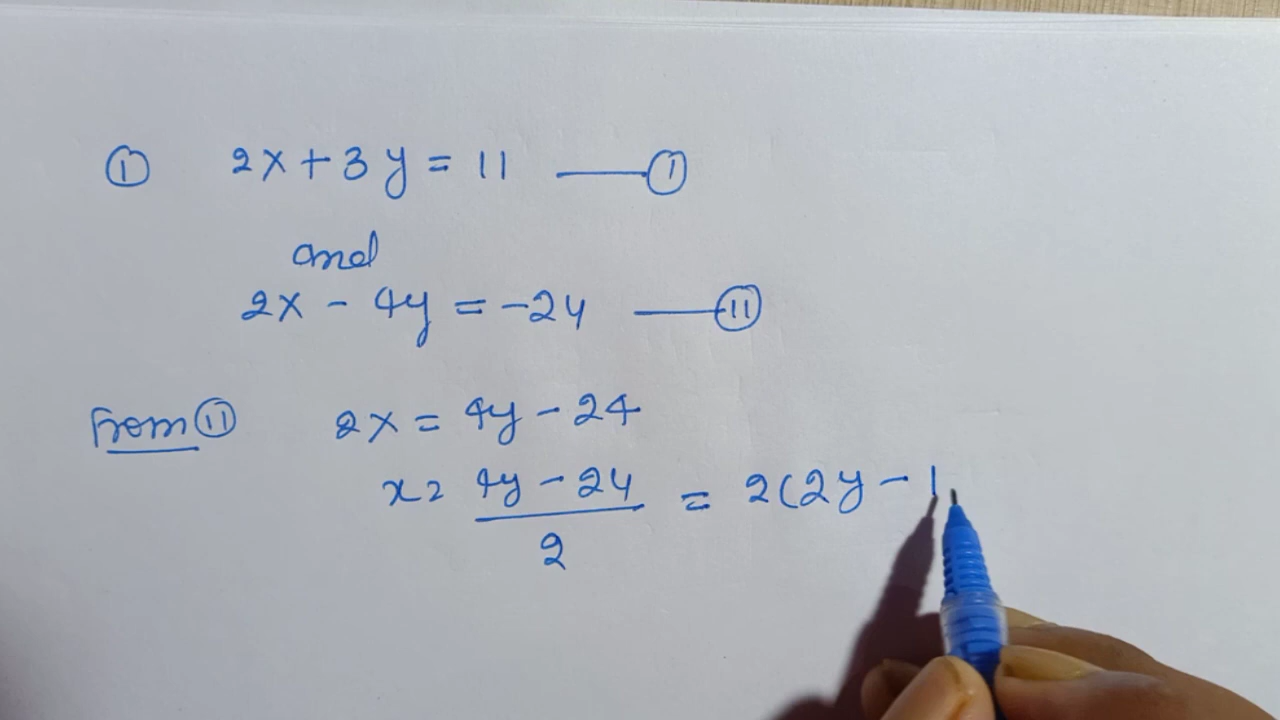 ① 2x + 3y = 11 —— ①
and
2x - 4y = -24 —— ⑪
From ⑪ 2x = 4y - 24
x = 4y - 24 / 2 = 2(2y - 1